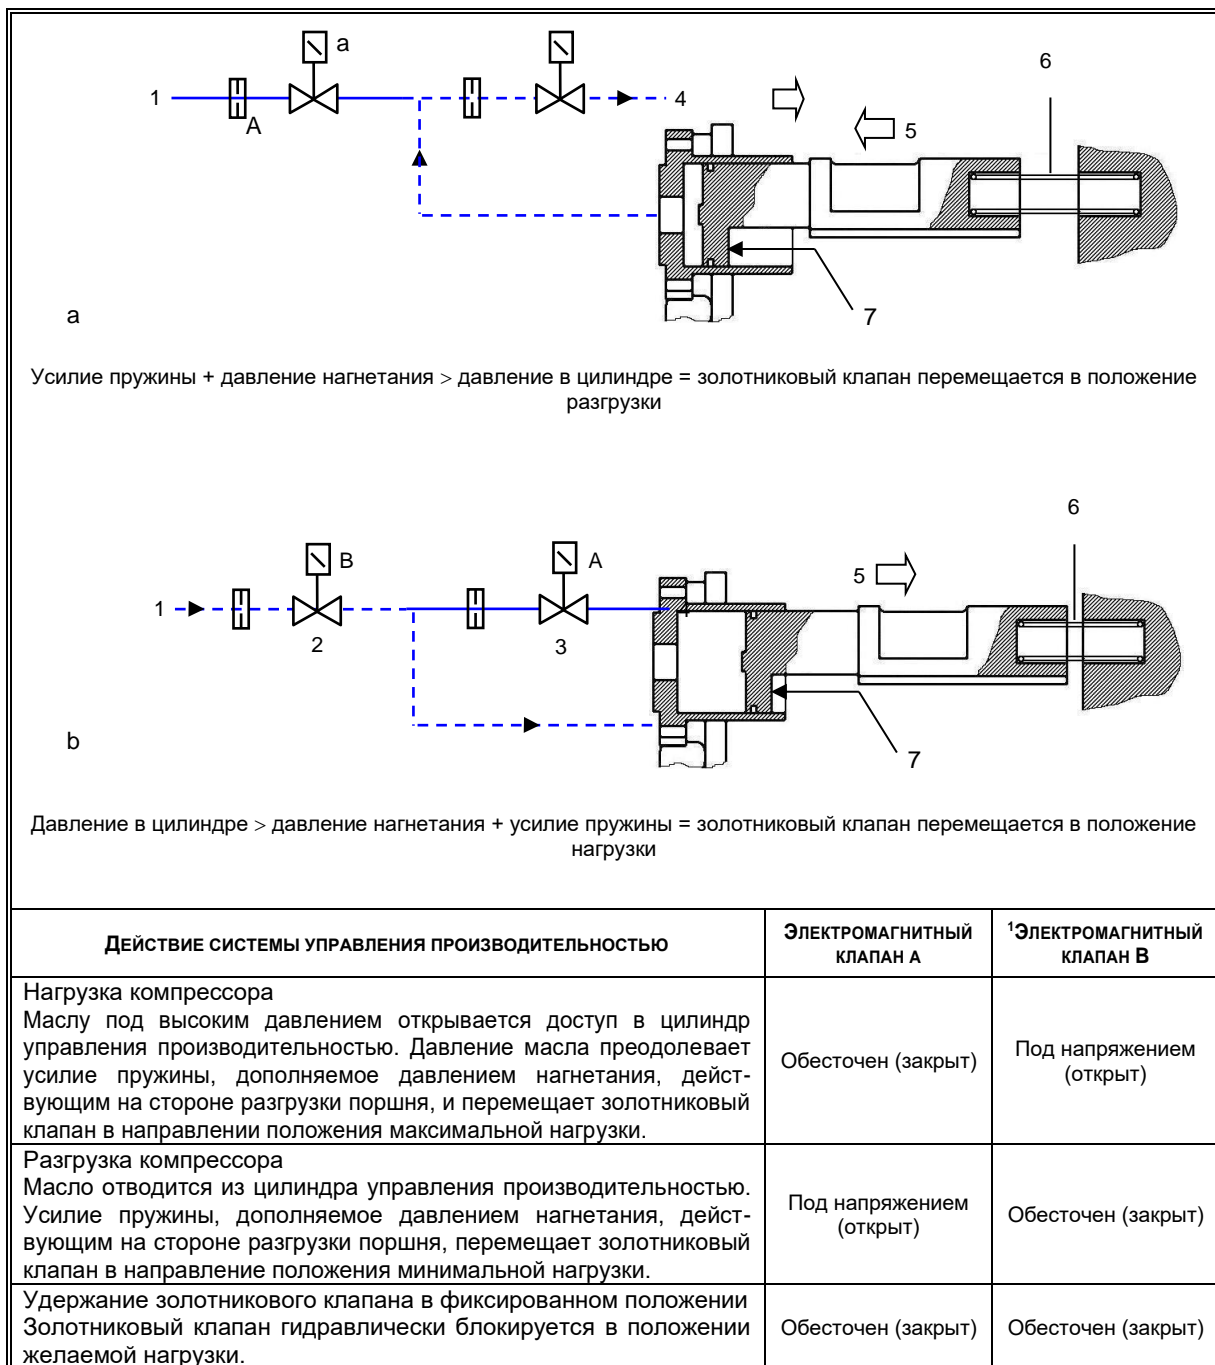 a
6
1
A
4
5
7
a
Усилие пружины + давление нагнетания > давление в цилиндре = золотниковый клапан перемещается в положение
разгрузки
6
B
A
5
1
2
3
7
b
Давление в цилиндре > давление нагнетания + усилие пружины = золотниковый клапан перемещается в положение
нагрузки
ДЕЙСТВИЕ СИСТЕМЫ УПРАВЛЕНИЯ ПРОИЗВОДИТЕЛЬНОСТЬЮ
ЭЛЕКТРОМАГНИТНЫЙ
КЛАПАН А
¹ЭЛЕКТРОМАГНИТНЫЙ
КЛАПАН В
Нагрузка компрессора
Маслу под высоким давлением открывается доступ в цилиндр
управления производительностью. Давление масла преодолевает
усилие пружины, дополняемое давлением нагнетания, дейст-
вующим на стороне разгрузки поршня, и перемещает золотниковый
клапан в направлении положения максимальной нагрузки.
Обесточен (закрыт)
Под напряжением
(открыт)
Разгрузка компрессора
Масло отводится из цилиндра управления производительностью.
Усилие пружины, дополняемое давлением нагнетания, дейст-
вующим на стороне разгрузки поршня, перемещает золотниковый
клапан в направление положения минимальной нагрузки.
Под напряжением
(открыт)
Обесточен (закрыт)
Удержание золотникового клапана в фиксированном положении
Золотниковый клапан гидравлически блокируется в положении
желаемой нагрузки.
Обесточен (закрыт)
Обесточен (закрыт)